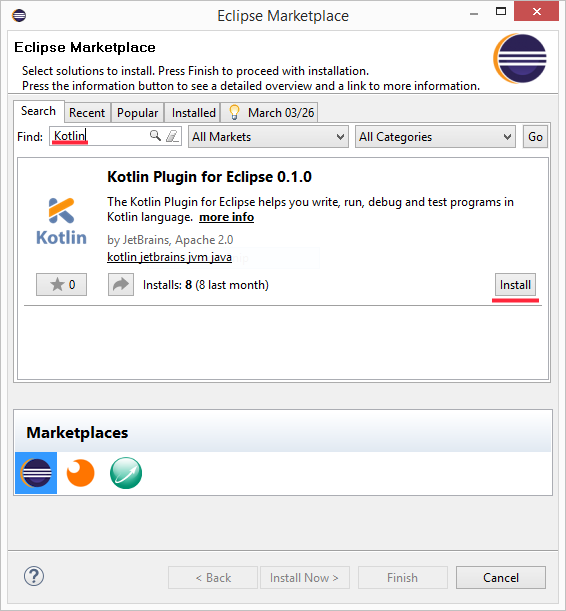 Eclipse Marketplace
Eclipse Marketplace
Select solutions to install. Press Finish to proceed with installation.
Press the information button to see a detailed overview and a link to more information.
Search Recent Popular Installed March 03/26
Find: Kotlin All Markets All Categories Go
Kotlin Plugin for Eclipse 0.1.0
The Kotlin Plugin for Eclipse helps you write, run, debug and test programs in
Kotlin language. more info
Kotlin
by JetBrains, Apache 2.0
kotlin jetbrains jvm java
0 Installs: 8 (8 last month) Install
Marketplaces
? < Back Install Now > Finish Cancel